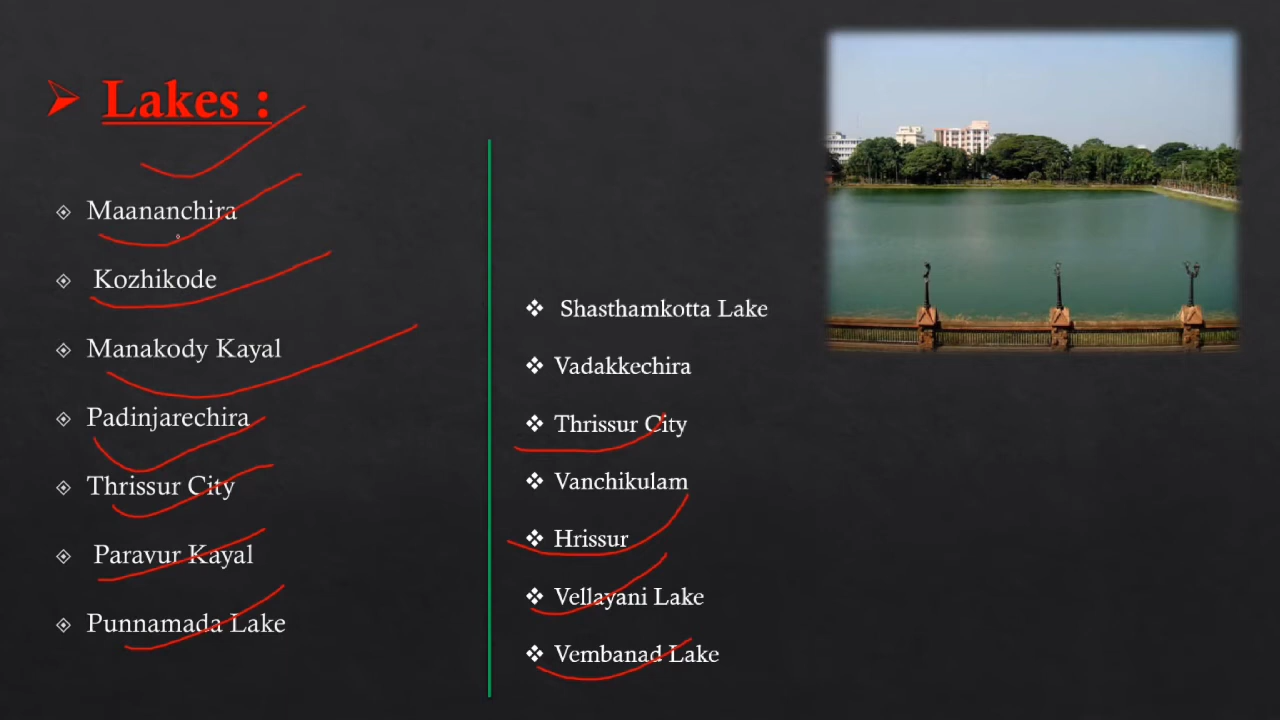 Lakes :
Maananchira
Kozhikode
Manakody Kayal
Padinjarechira
Thrissur City
Paravur Kayal
Punnamada Lake
Shasthamkotta Lake
Vadakkechira
Thrissur City
Vanchikulam
Hrissur
Vellayani Lake
Vembanad Lake